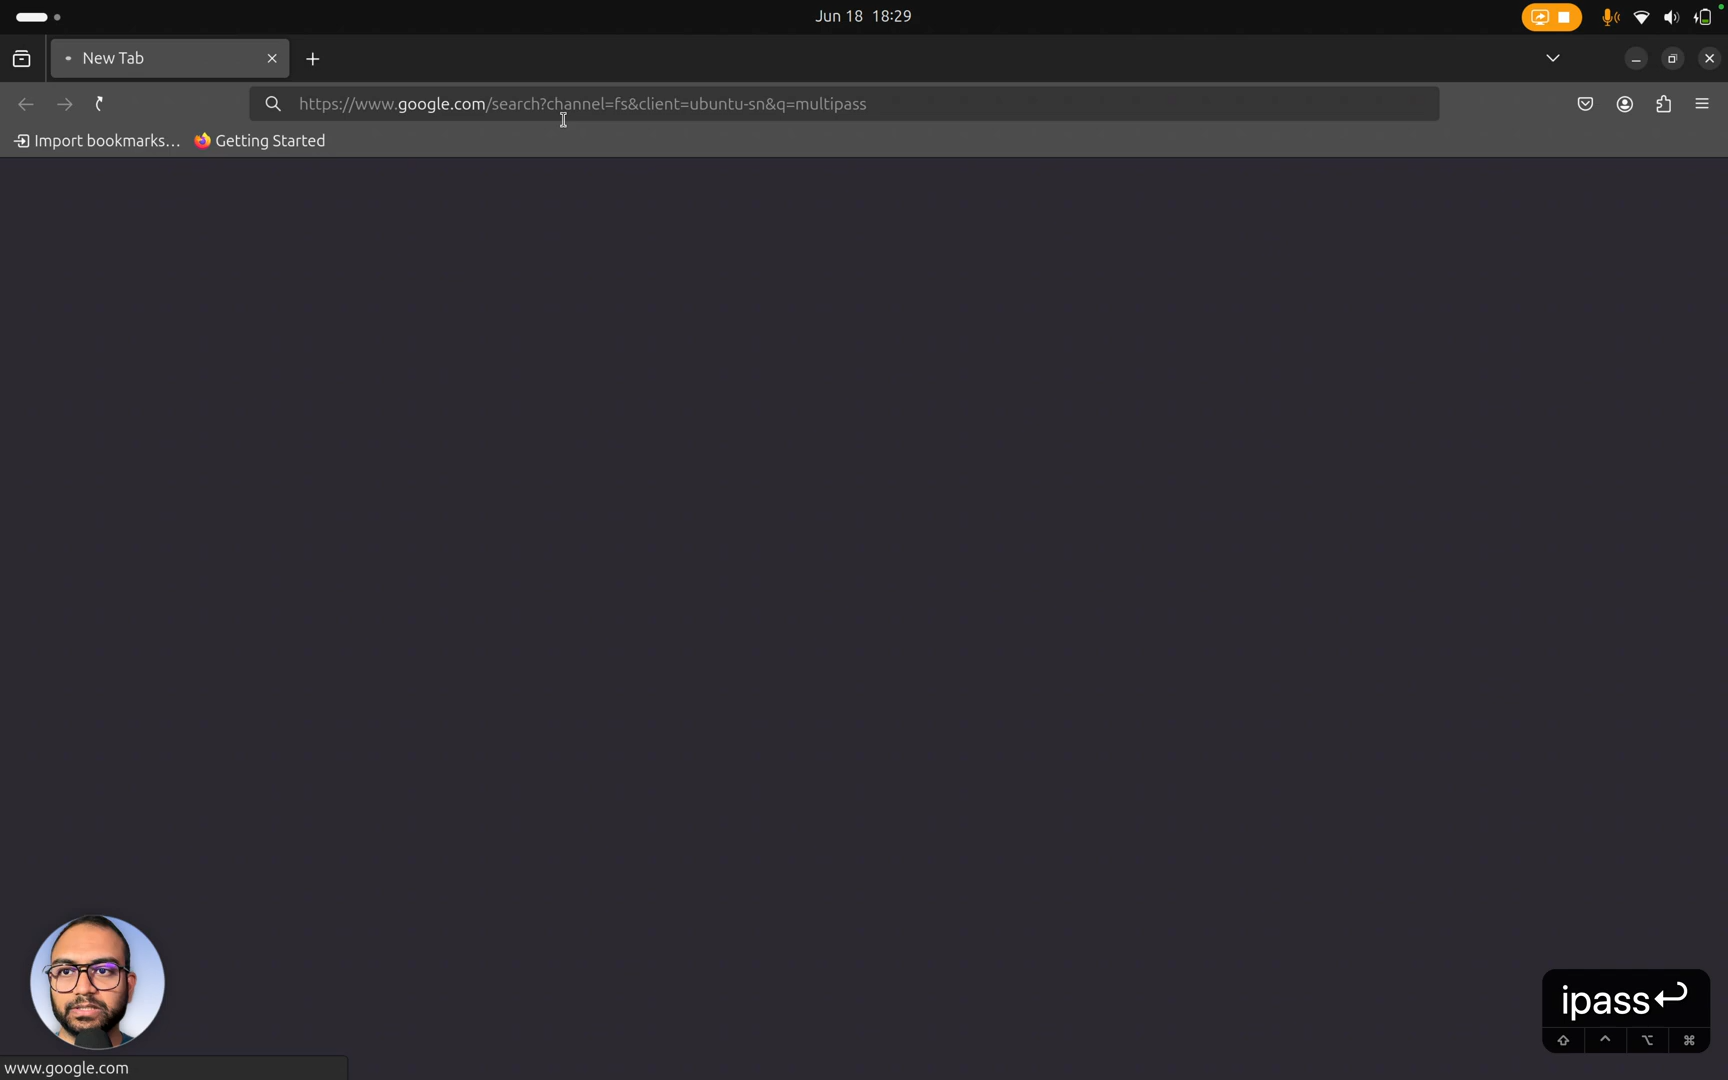 Jun 18 18:29
New Tab
https://www.google.com/search?channel=fs&client=ubuntu-sn&q=multipass
Import bookmarks... Getting Started
ipass
www.google.com